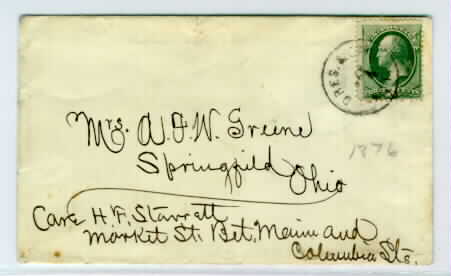 Mrs. A. F. W. Greene
Springfield
Ohio
1876
Care H. F. Starrett
Market St. Bet. Main and
Columbia Sts.